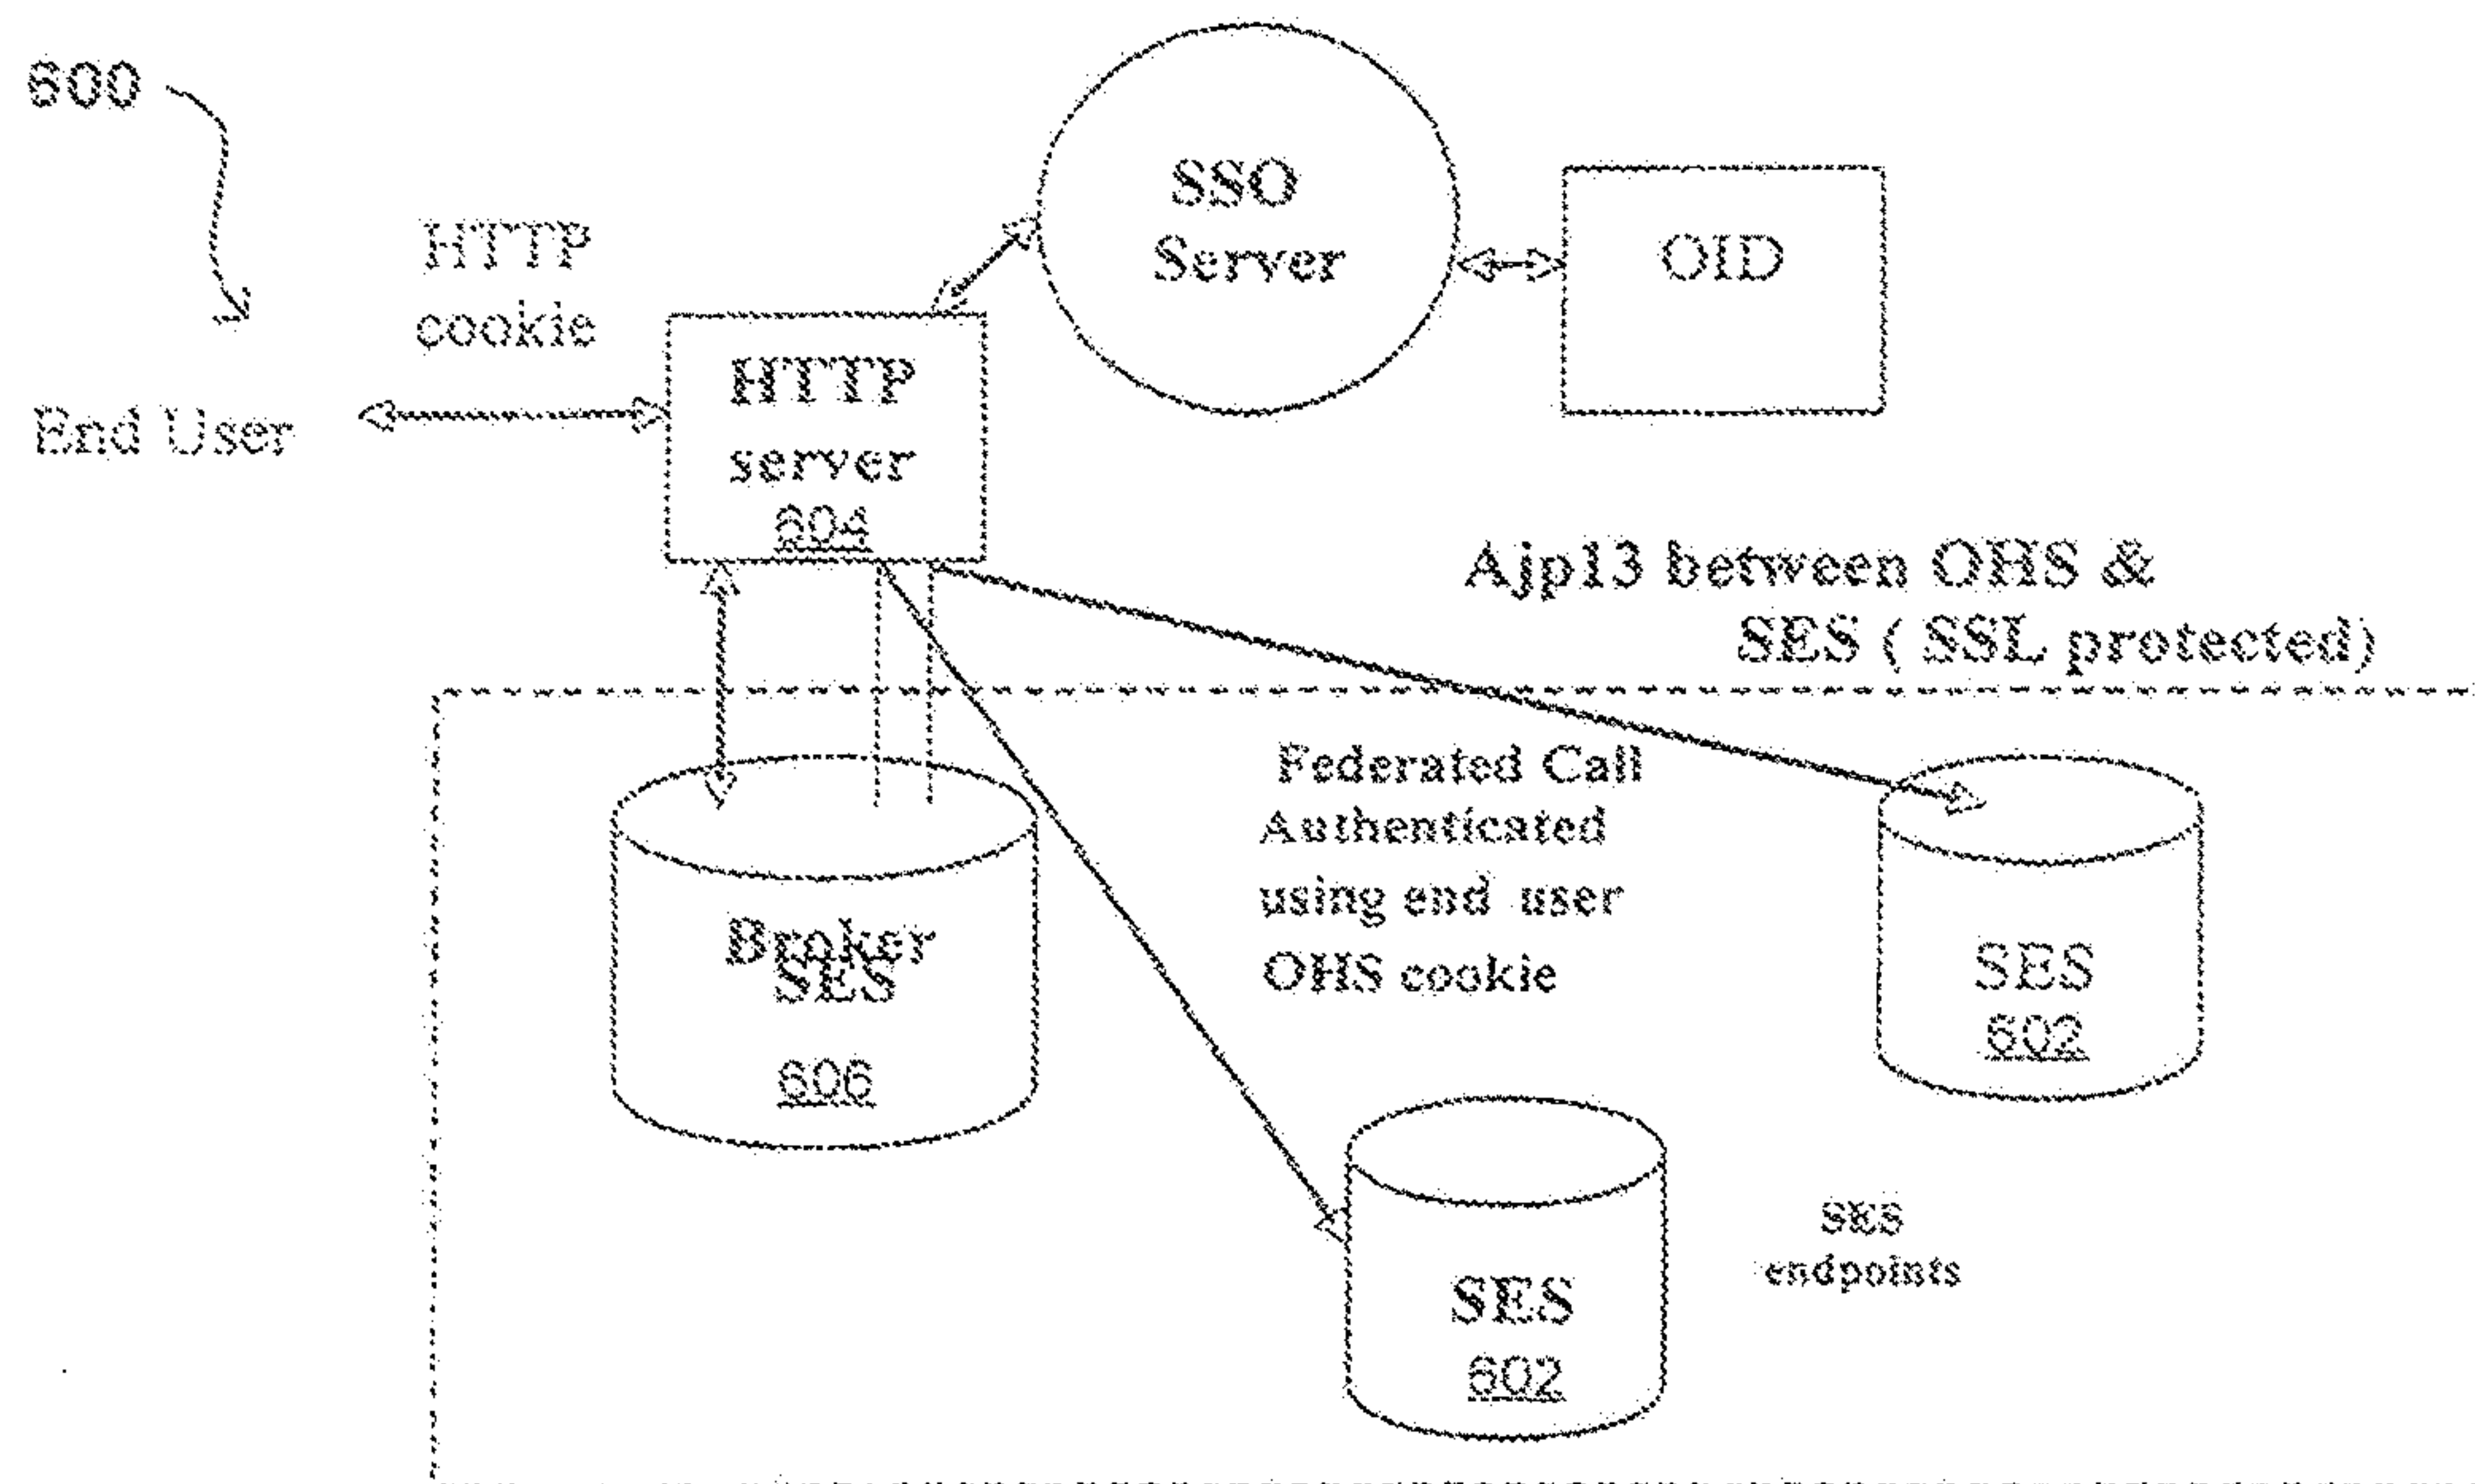 600
HTTP
cookie
End User
SSO
Server
OID
HTTP
server
604
Ajp13 between OHS &
SES ( SSL protected)
Federated Call
Authenticated
using end user
OHS cookie
Broker
SES
606
SES
602
SES
602
SES
endpoints